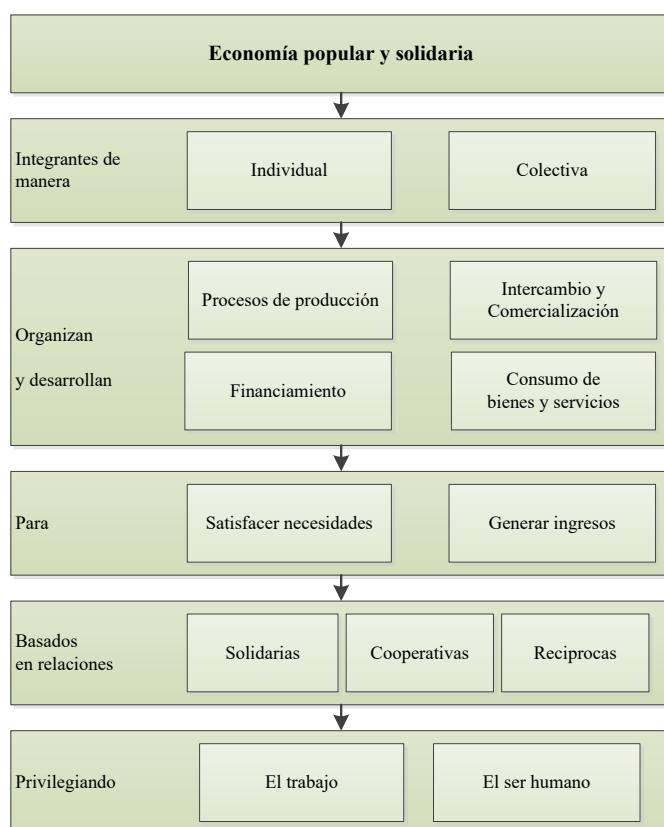 Economía popular y solidaria
Integrantes de
manera
Individual
Colectiva
Organizan
y desarrollan
Procesos de producción
Intercambio y
Comercialización
Financiamiento
Consumo de
bienes y servicios
Para
Satisfacer necesidades
Generar ingresos
Basados
en relaciones
Solidarias
Cooperativas
Reciprocas
Privilegiando
El trabajo
El ser humano